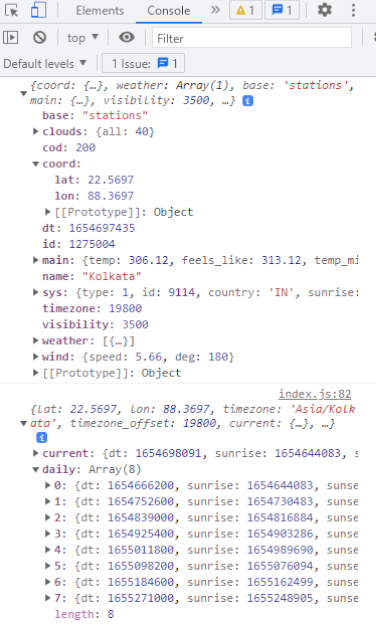 Elements Console » 1 1
top Filter
Default levels 1 Issue: 1
{coord: {…}, weather: Array(1), base: 'stations',
main: {…}, visibility: 3500, …} i
base: "stations"
clouds: {all: 40}
cod: 200
coord:
lat: 22.5697
lon: 88.3697
[[Prototype]]: Object
dt: 1654697435
id: 1275004
main: {temp: 306.12, feels_like: 313.12, temp_mi
name: "Kolkata"
sys: {type: 1, id: 9114, country: 'IN', sunrise:
timezone: 19800
visibility: 3500
weather: [{…}]
wind: {speed: 5.66, deg: 180}
[[Prototype]]: Object
index.js:82
{lat: 22.5697, lon: 88.3697, timezone: 'Asia/Kolk
ata', timezone_offset: 19800, current: {…}, …}
i
current: {dt: 1654698091, sunrise: 1654644083, s
daily: Array(8)
0: {dt: 1654666200, sunrise: 1654644083, sunse
1: {dt: 1654752600, sunrise: 1654730483, sunse
2: {dt: 1654839000, sunrise: 1654816884, sunse
3: {dt: 1654925400, sunrise: 1654903286, sunse
4: {dt: 1655011800, sunrise: 1654989690, sunse
5: {dt: 1655098200, sunrise: 1655076094, sunse
6: {dt: 1655184600, sunrise: 1655162499, sunse
7: {dt: 1655271000, sunrise: 1655248905, sunse
length: 8